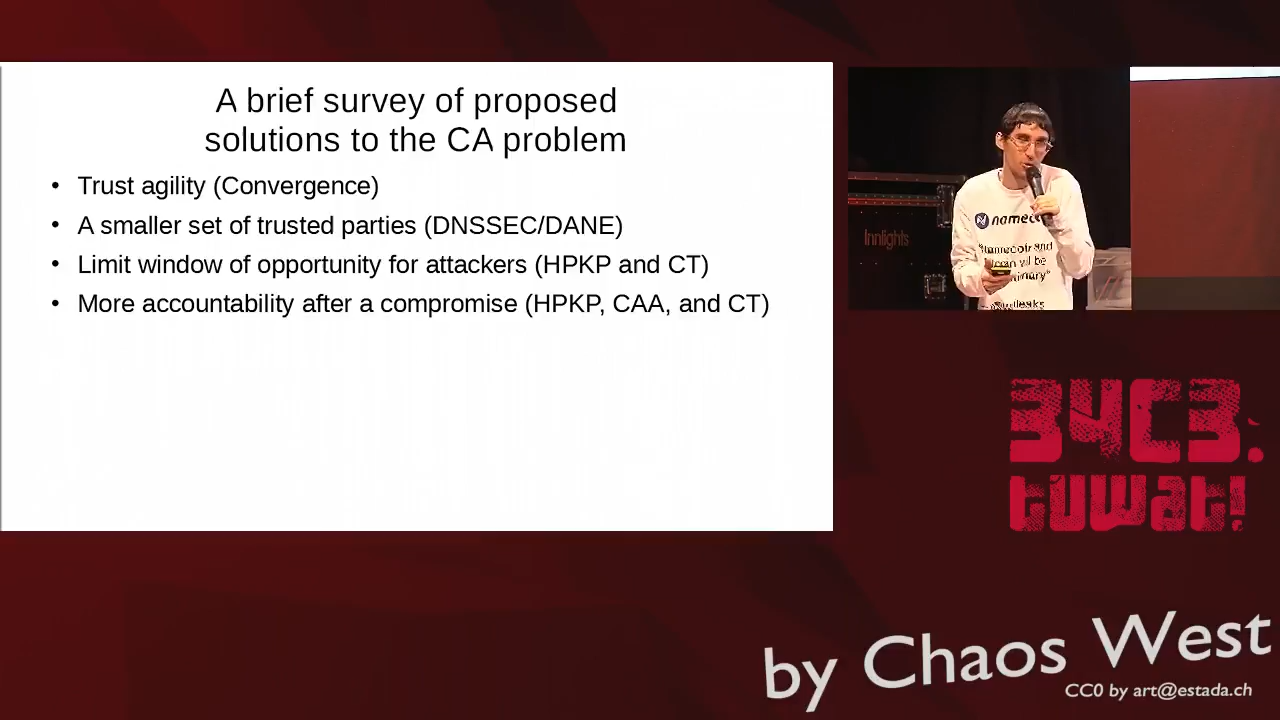 A brief survey of proposed
solutions to the CA problem
• Trust agility (Convergence)
• A smaller set of trusted parties (DNSSEC/DANE)
• Limit window of opportunity for attackers (HPKP and CT)
• More accountability after a compromise (HPKP, CAA, and CT)
Innlights
34C3:
tuwat!
by Chaos West
CC0 by art@estada.ch